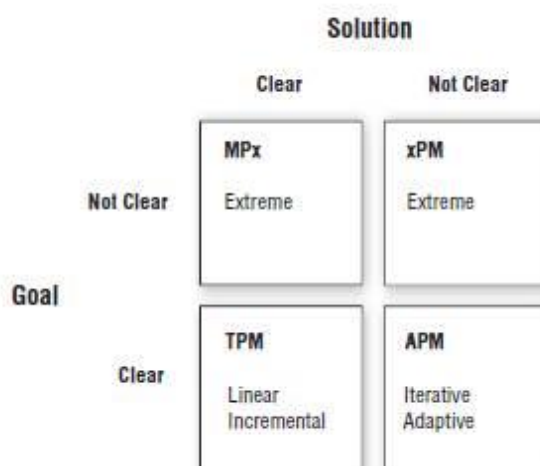 Solution
Clear Not Clear
MPx xPM
Not Clear Extreme Extreme
Goal
TPM APM
Clear
Linear Iterative
Incremental Adaptive